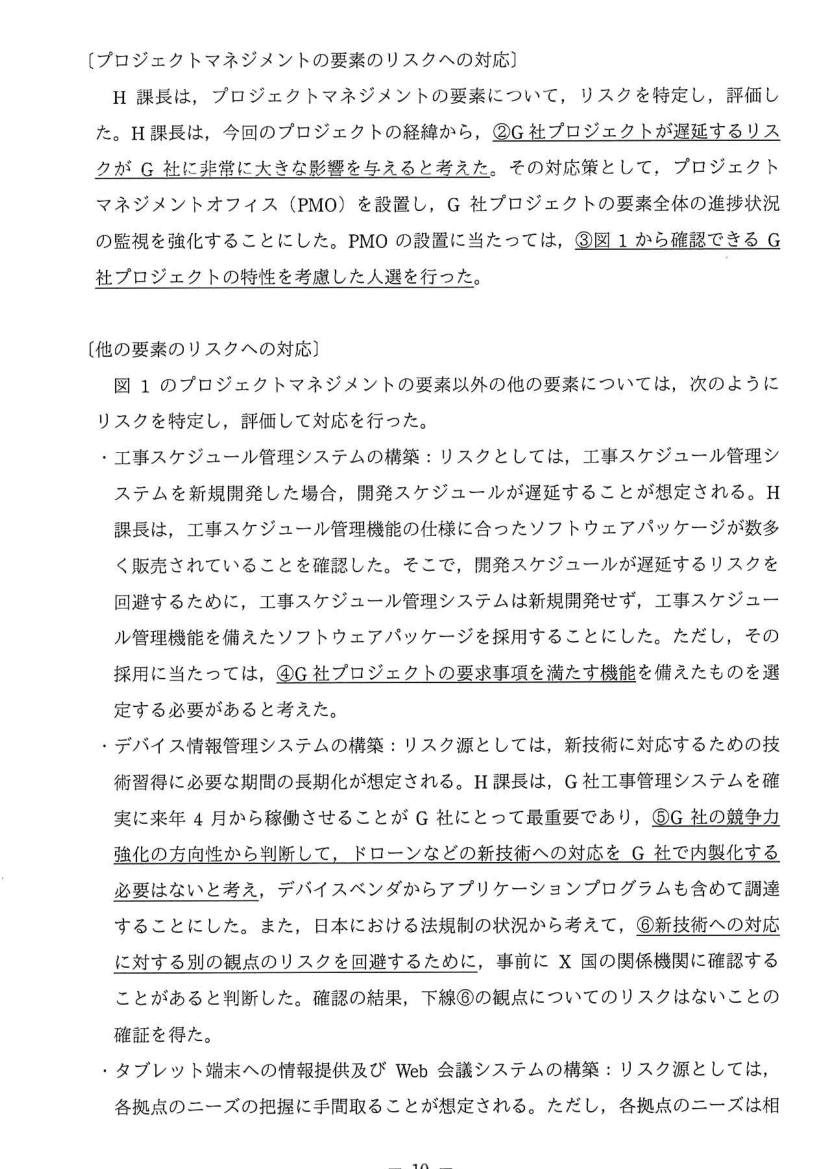 〔プロジェクトマネジメントの要素のリスクへの対応〕
H 課長は，プロジェクトマネジメントの要素について，リスクを特定し，評価し
た。H 課長は，今回のプロジェクトの経緯から，②G 社プロジェクトが遅延するリス
クが G 社に非常に大きな影響を与えると考えた。その対応策として，プロジェクト
マネジメントオフィス（PMO）を設置し，G 社プロジェクトの要素全体の進捗状況
の監視を強化することにした。PMO の設置に当たっては，③図 1 から確認できる G
社プロジェクトの特性を考慮した人選を行った。
〔他の要素のリスクへの対応〕
図 1 のプロジェクトマネジメントの要素以外の他の要素については，次のように
リスクを特定し，評価して対応を行った。
・工事スケジュール管理システムの構築：リスクとしては，工事スケジュール管理シ
ステムを新規開発した場合，開発スケジュールが遅延することが想定される。H
課長は，工事スケジュール管理機能の仕様に合ったソフトウェアパッケージが数多
く販売されていることを確認した。そこで，開発スケジュールが遅延するリスクを
回避するために，工事スケジュール管理システムは新規開発せず，工事スケジュー
ル管理機能を備えたソフトウェアパッケージを採用することにした。ただし，その
採用に当たっては，④G 社プロジェクトの要求事項を満たす機能を備えたものを選
定する必要があると考えた。
・デバイス情報管理システムの構築：リスク源としては，新技術に対応するための技
術習得に必要な期間の長期化が想定される。H 課長は，G 社工事管理システムを確
実に来年 4 月から稼働させることが G 社にとって最重要であり，⑤G 社の競争力
強化の方向性から判断して，ドローンなどの新技術への対応を G 社で内製化する
必要はないと考え，デバイスベンダからアプリケーションプログラムも含めて調達
することにした。また，日本における法規制の状況から考えて，⑥新技術への対応
に対する別の観点のリスクを回避するために，事前に X 国の関係機関に確認する
ことがあると判断した。確認の結果，下線⑥の観点についてのリスクはないことの
確証を得た。
・タブレット端末への情報提供及び Web 会議システムの構築：リスク源としては，
各拠点のニーズの把握に手間取ることが想定される。ただし，各拠点のニーズは相
― 10 ―